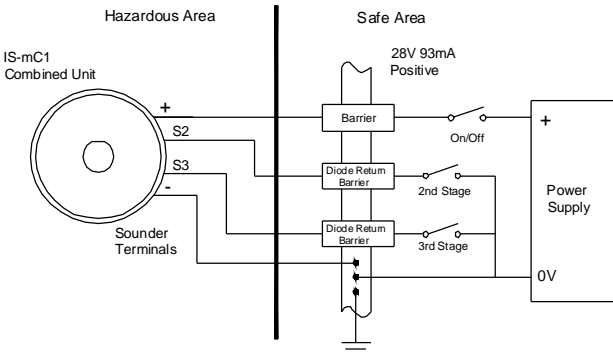 Hazardous Area
Safe Area
IS-mC1
Combined Unit
28V 93mA
Positive
+
Barrier
On/Off
+
S2
Diode Return
Barrier
2nd Stage
Power
Supply
S3
-
Diode Return
Barrier
3rd Stage
Sounder
Terminals
0V